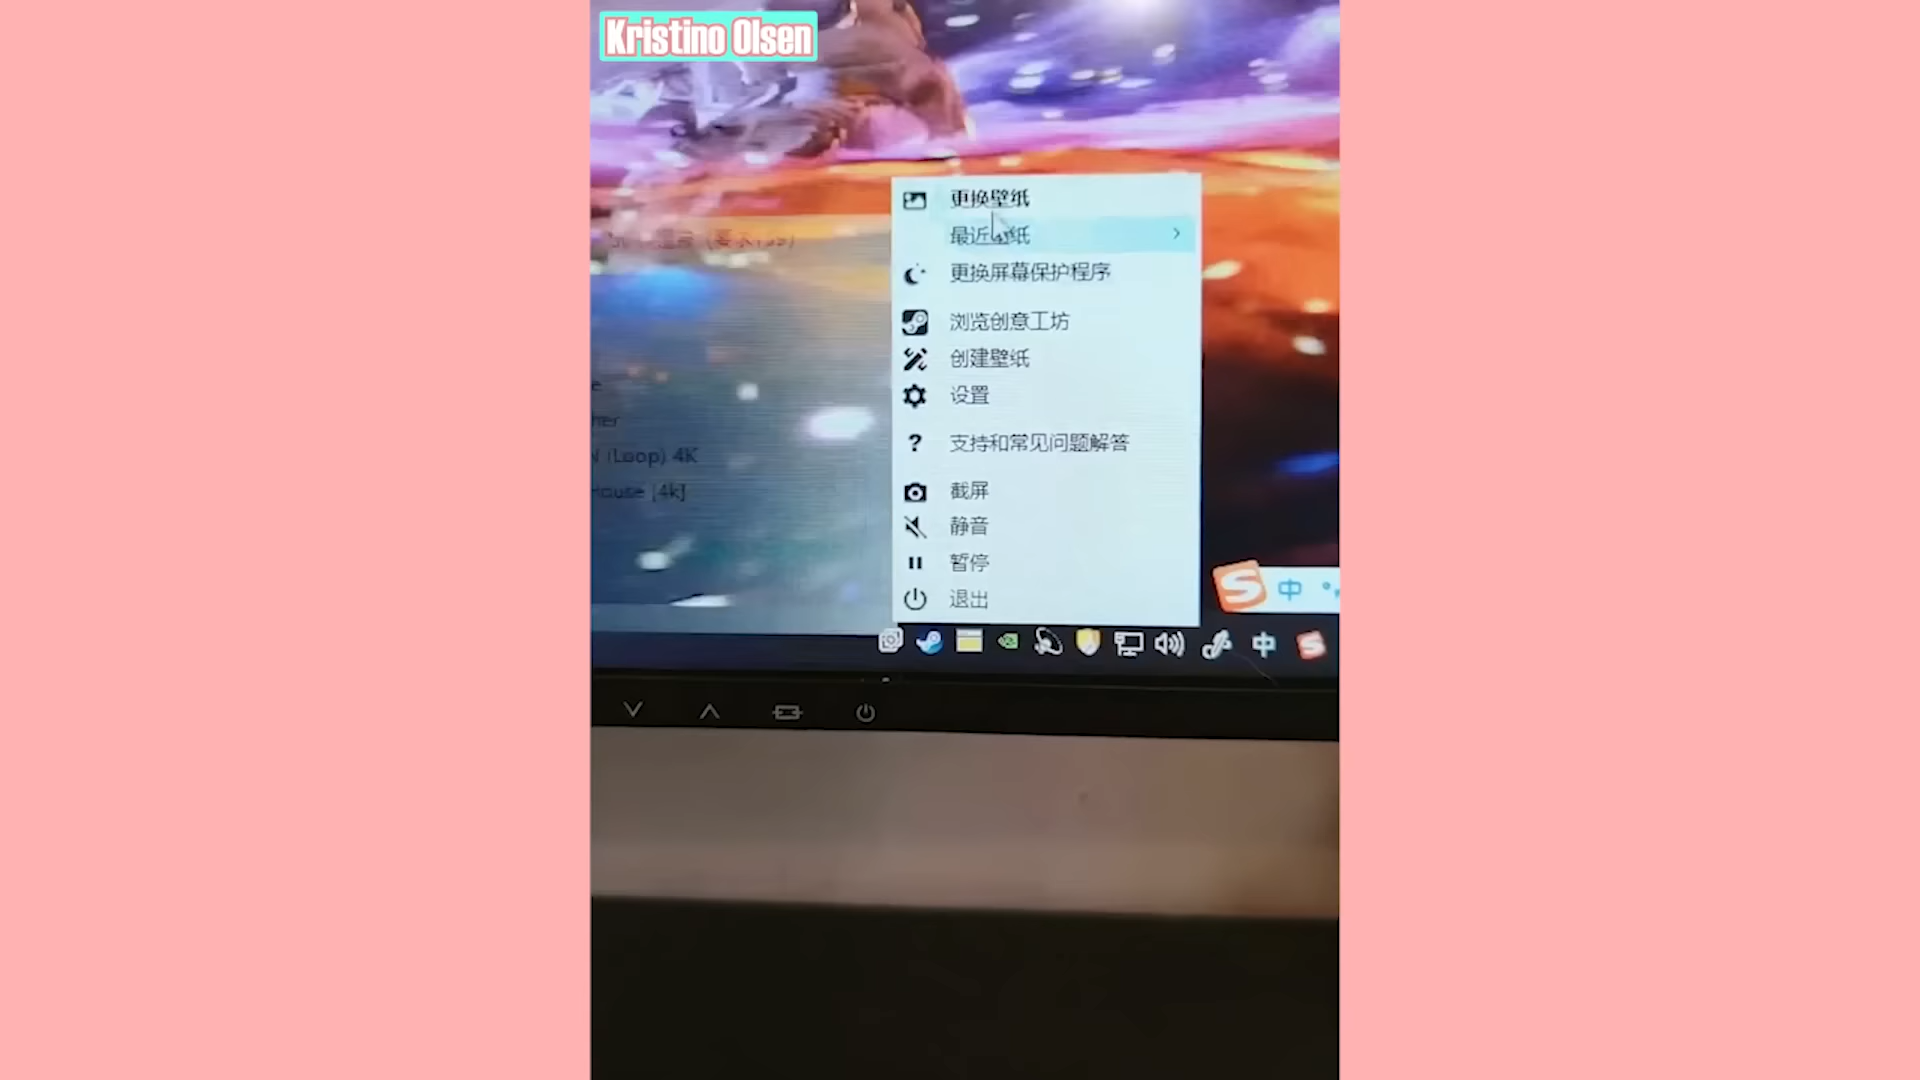 Kristino Olsen
更换壁纸
最近壁纸
更换屏幕保护程序
浏览创意工坊
创建壁纸
设置
支持和常见问题解答
截屏
静音
暂停
退出
(Loop) 4K
House [4k]
中
中